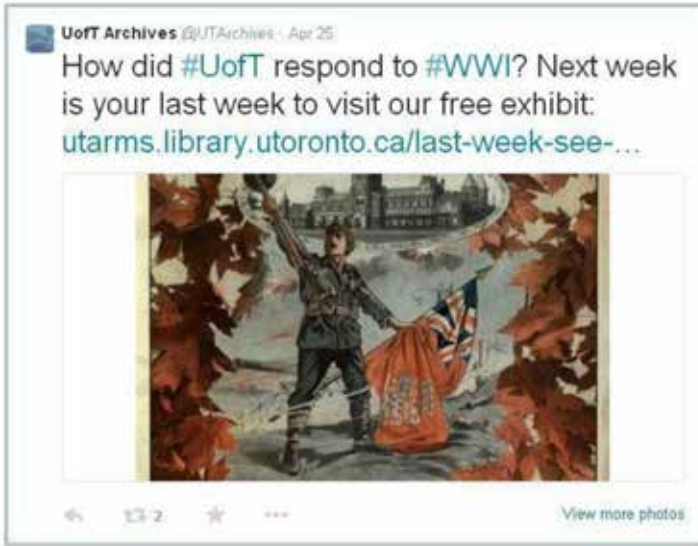 UofT Archives @UTArchives · Apr 25
How did #UofT respond to #WWI? Next week
is your last week to visit our free exhibit:
utarms.library.utoronto.ca/last-week-see-...
2
View more photos